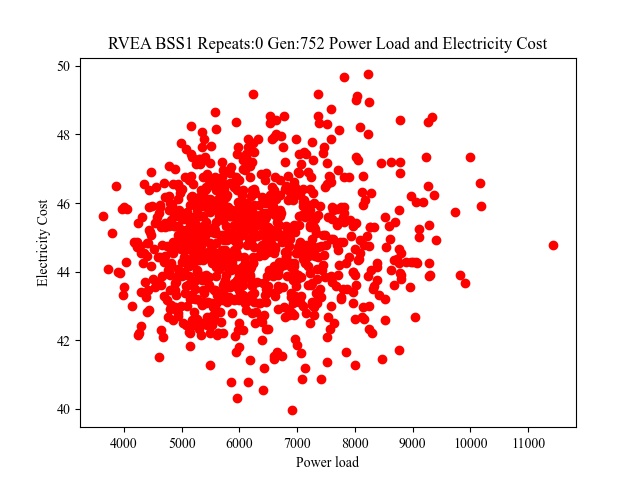 RVEA BSS1 Repeats:0 Gen:752 Power Load and Electricity Cost
50
48
46
44
42
40
Electricity Cost
4000 5000 6000 7000 8000 9000 10000 11000
Power load